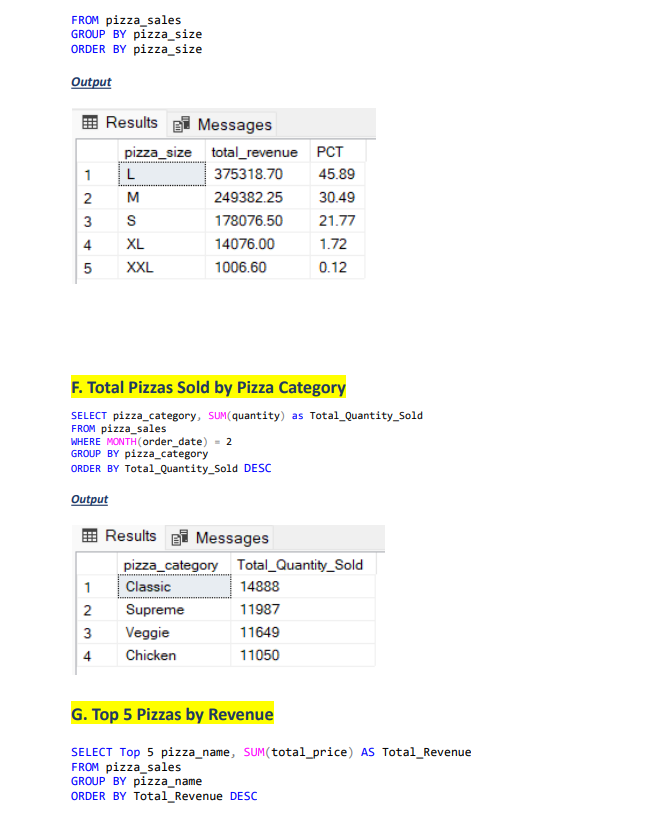 FROM pizza_sales
GROUP BY pizza_size
ORDER BY pizza_size
Output
Results Messages
pizza_size total_revenue PCT
1 L 375318.70 45.89
2 M 249382.25 30.49
3 S 178076.50 21.77
4 XL 14076.00 1.72
5 XXL 1006.60 0.12
F. Total Pizzas Sold by Pizza Category
SELECT pizza_category, SUM(quantity) as Total_Quantity_Sold
FROM pizza_sales
WHERE MONTH(order_date) = 2
GROUP BY pizza_category
ORDER BY Total_Quantity_Sold DESC
Output
Results Messages
pizza_category Total_Quantity_Sold
1 Classic 14888
2 Supreme 11987
3 Veggie 11649
4 Chicken 11050
G. Top 5 Pizzas by Revenue
SELECT Top 5 pizza_name, SUM(total_price) AS Total_Revenue
FROM pizza_sales
GROUP BY pizza_name
ORDER BY Total_Revenue DESC